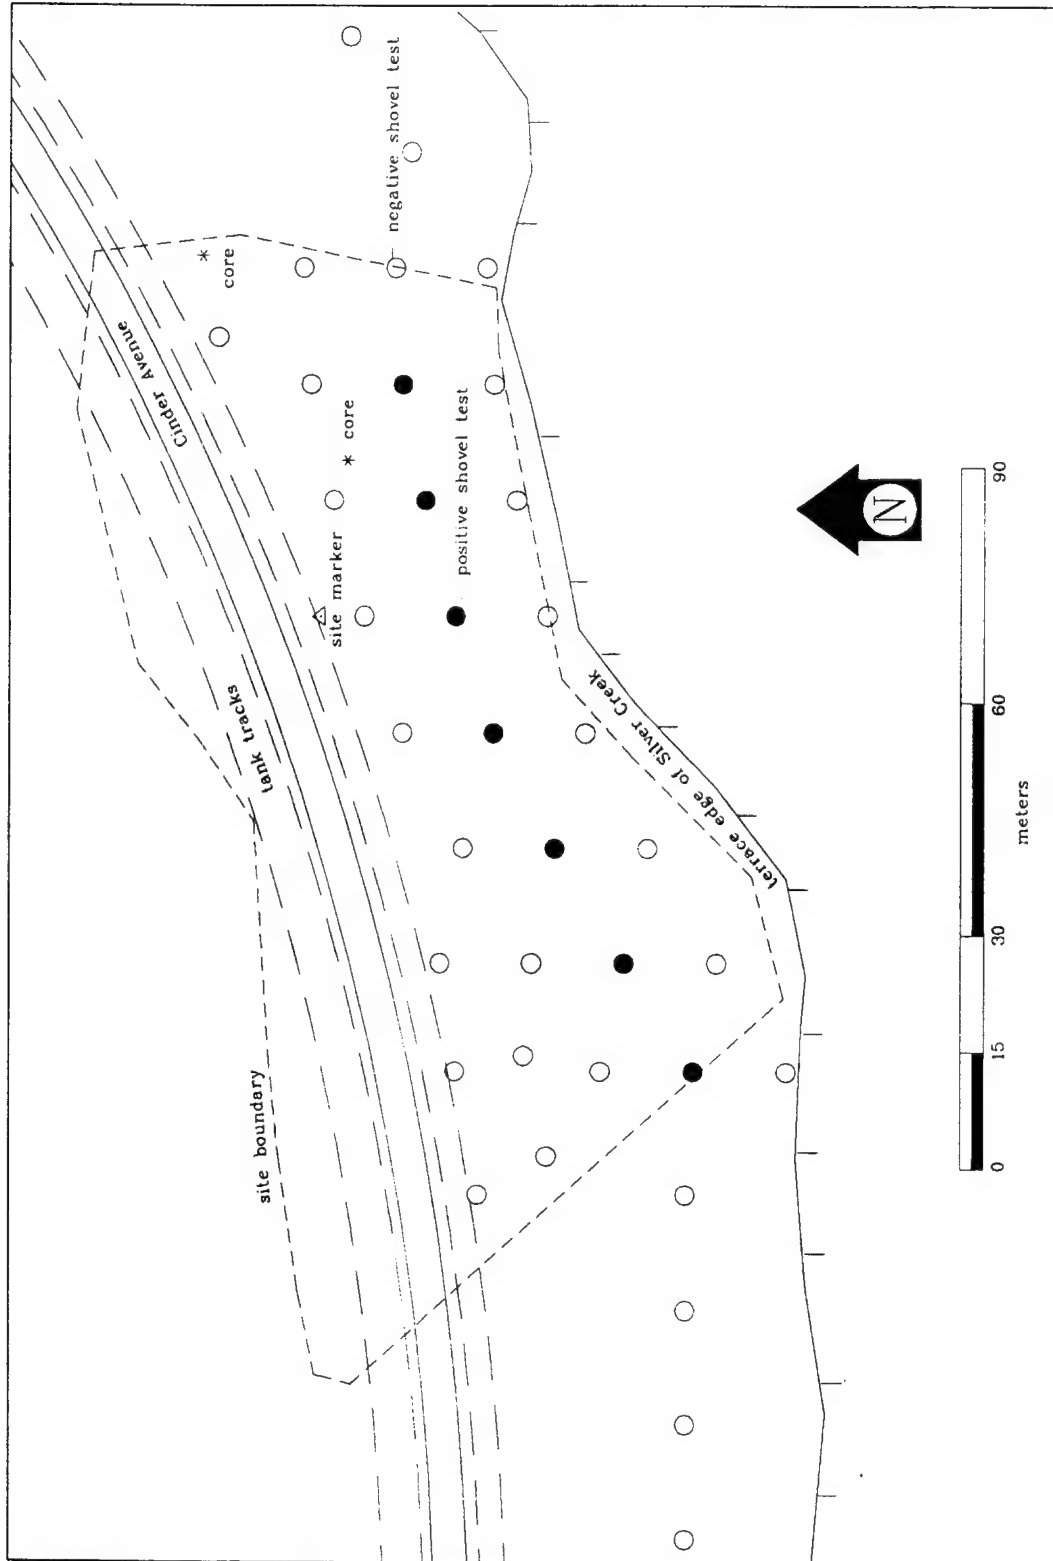 negative shovel test
core
Cinder Avenue
core
site marker
positive shovel test
tank tracks
terrace edge of Silver Creek
site boundary
N
0 15 30 60 90
meters